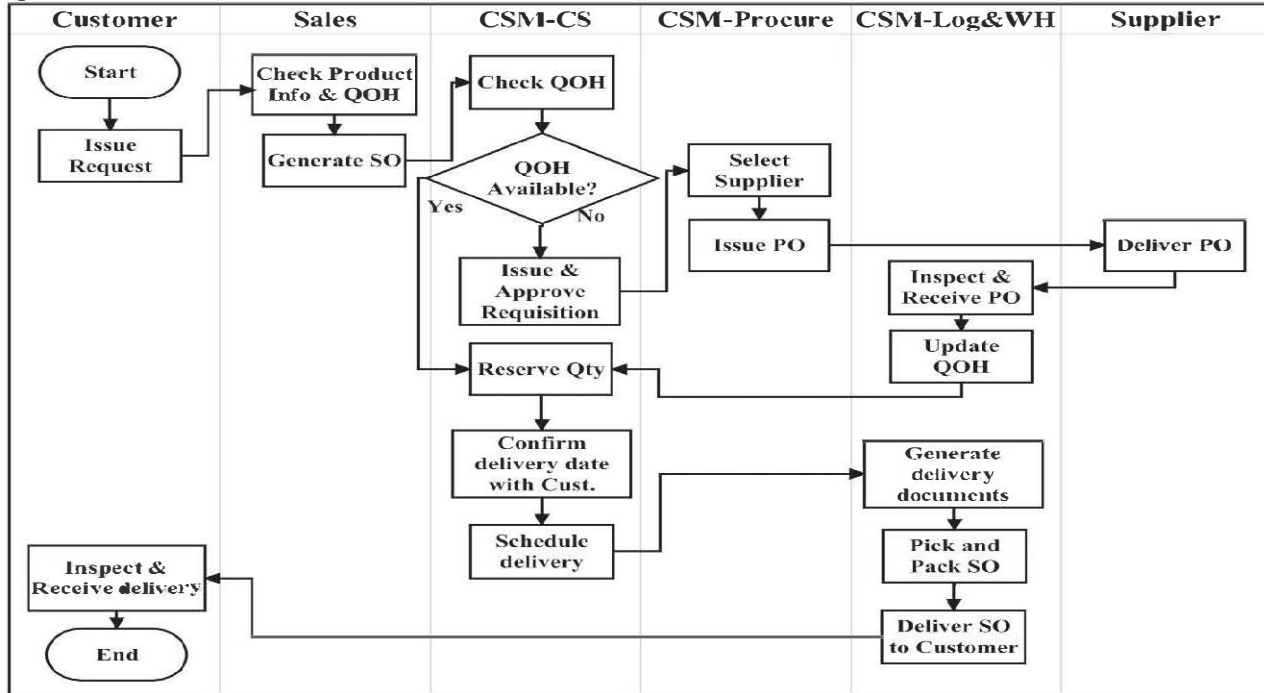 Customer Sales CSM-CS CSM-Procure CSM-Log&WH Supplier
Start
Issue
Request
Check Product
Info & QOH
Generate SO
Check QOH
QOH
Available?
Yes
No
Issue &
Approve
Requisition
Select
Supplier
Issue PO
Deliver PO
Inspect &
Receive PO
Update
QOH
Reserve Qty
Confirm
delivery date
with Cust.
Schedule
delivery
Generate
delivery
documents
Pick and
Pack SO
Deliver SO
to Customer
Inspect &
Receive delivery
End